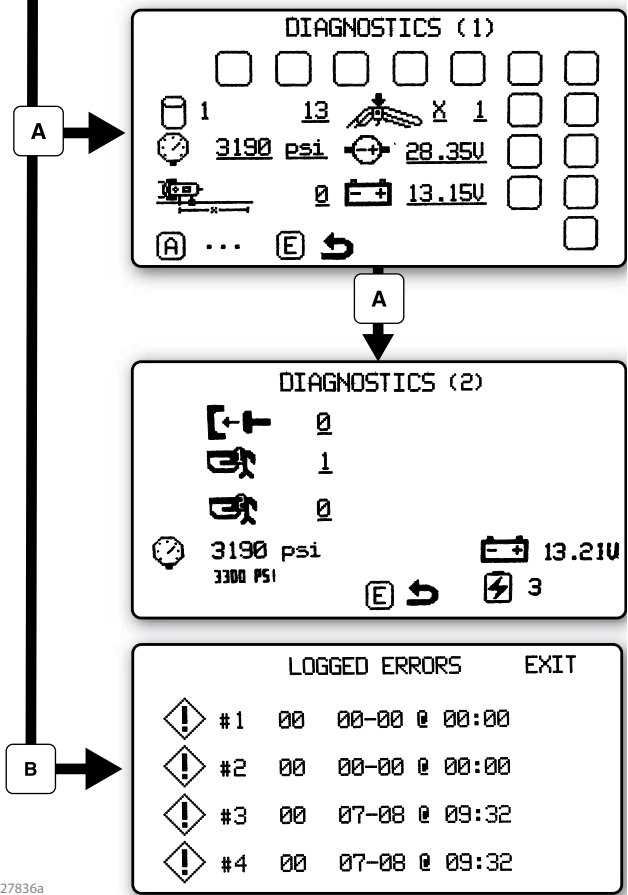 DIAGNOSTICS (1)
1 13 X 1
A
3190 psi 28.35V
x 0 13.15V
A ... E
A
DIAGNOSTICS (2)
0
1
0
3190 psi 13.21V
3300 PSI
E 3
LOGGED ERRORS EXIT
#1 00 00-00 @ 00:00
B
#2 00 00-00 @ 00:00
#3 00 07-08 @ 09:32
#4 00 07-08 @ 09:32
27836a